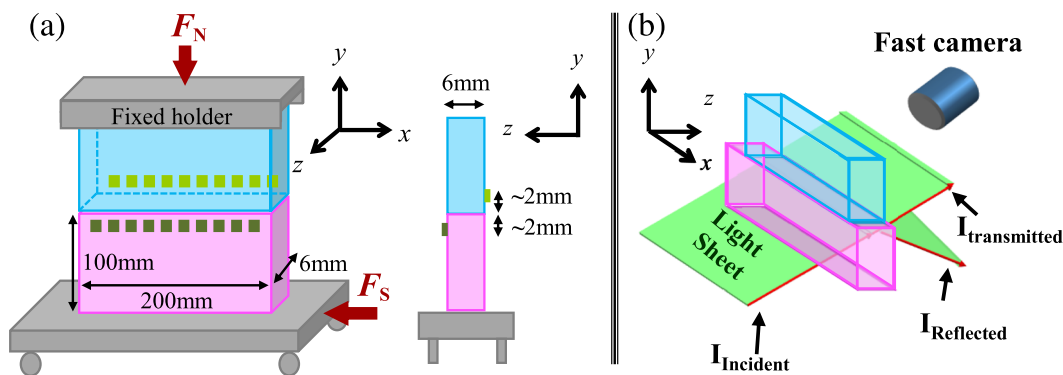 (a)
F_N
Fixed holder
y
x
z
100mm
200mm
6mm
F_S
6mm
y
z
~2mm
~2mm
(b)
Fast camera
y
z
x
Light
Sheet
I_transmitted
I_Reflected
I_Incident